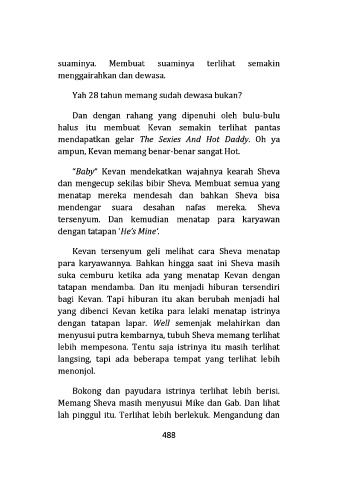 suaminya. Membuat suaminya terlihat semakin
menggairahkan dan dewasa.
Yah 28 tahun memang sudah dewasa bukan?
Dan dengan rahang yang dipenuhi oleh bulu-bulu
halus itu membuat Kevan semakin terlihat pantas
mendapatkan gelar The Sexies And Hot Daddy. Oh ya
ampun, Kevan memang benar-benar sangat Hot.
"Baby" Kevan mendekatkan wajahnya kearah Sheva
dan mengecup sekilas bibir Sheva. Membuat semua yang
menatap mereka mendesah dan bahkan Sheva bisa
mendengar suara desahan nafas mereka. Sheva
tersenyum. Dan kemudian menatap para karyawan
dengan tatapan 'He's Mine'.
Kevan tersenyum geli melihat cara Sheva menatap
para karyawannya. Bahkan hingga saat ini Sheva masih
suka cemburu ketika ada yang menatap Kevan dengan
tatapan mendamba. Dan itu menjadi hiburan tersendiri
bagi Kevan. Tapi hiburan itu akan berubah menjadi hal
yang dibenci Kevan ketika para lelaki menatap istrinya
dengan tatapan lapar. Well semenjak melahirkan dan
menyusui putra kembarnya, tubuh Sheva memang terlihat
lebih mempesona. Tentu saja istrinya itu masih terlihat
langsing, tapi ada beberapa tempat yang terlihat lebih
menonjol.
Bokong dan payudara istrinya terlihat lebih berisi.
Memang Sheva masih menyusui Mike dan Gab. Dan lihat
lah pinggul itu. Terlihat lebih berlekuk. Mengandung dan
488